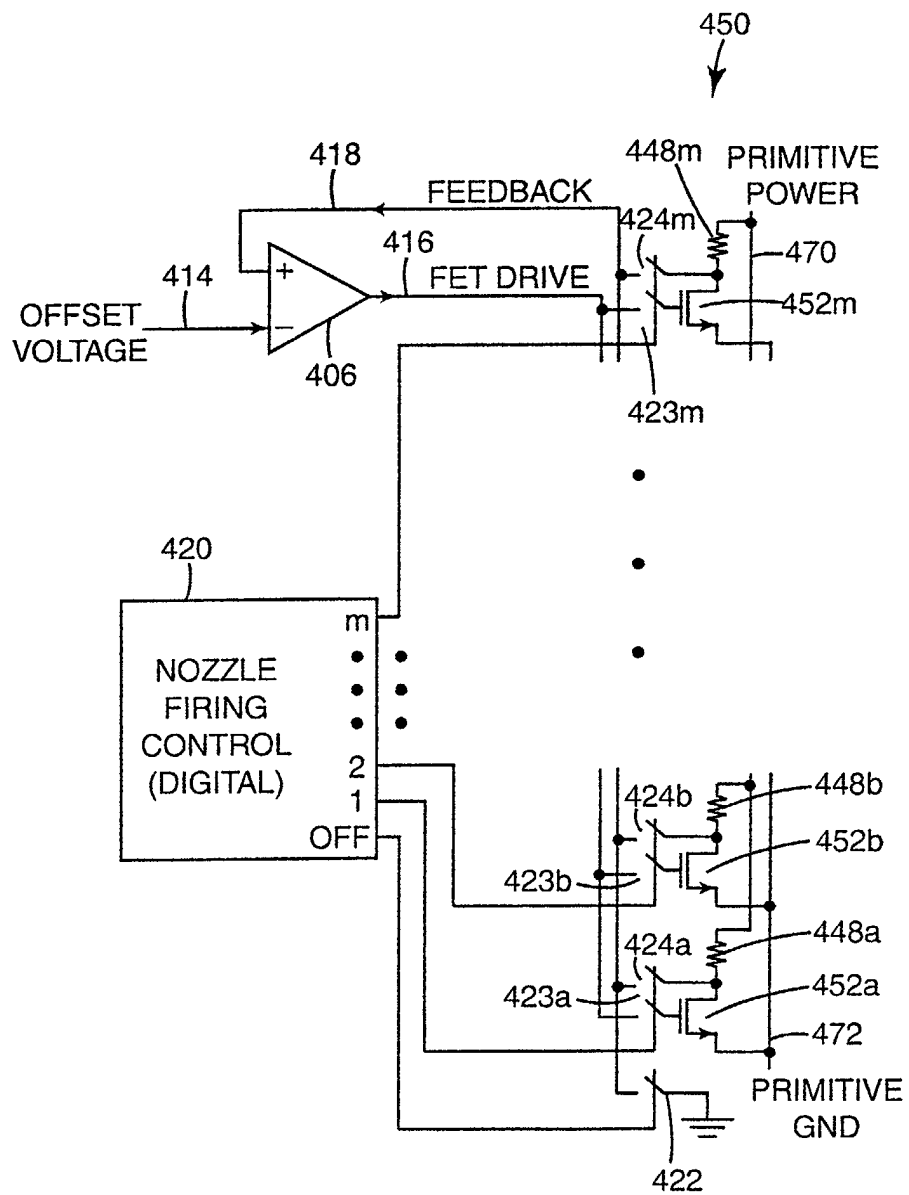 450
448m
PRIMITIVE
POWER
418
FEEDBACK
424m
470
416
FET DRIVE
452m
414
+
OFFSET
VOLTAGE
−
406
423m
420
m
NOZZLE
FIRING
CONTROL
(DIGITAL)
2
1
OFF
424b
448b
452b
423b
448a
424a
423a
452a
472
PRIMITIVE
GND
422